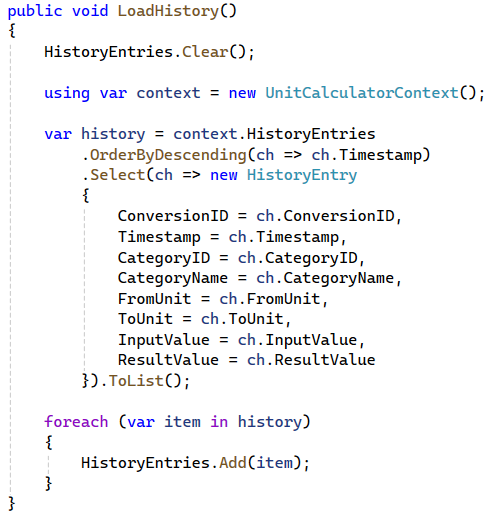 public void LoadHistory()
{
    HistoryEntries.Clear();

    using var context = new UnitCalculatorContext();

    var history = context.HistoryEntries
        .OrderByDescending(ch => ch.Timestamp)
        .Select(ch => new HistoryEntry
        {
            ConversionID = ch.ConversionID,
            Timestamp = ch.Timestamp,
            CategoryID = ch.CategoryID,
            CategoryName = ch.CategoryName,
            FromUnit = ch.FromUnit,
            ToUnit = ch.ToUnit,
            InputValue = ch.InputValue,
            ResultValue = ch.ResultValue
        }).ToList();

    foreach (var item in history)
    {
        HistoryEntries.Add(item);
    }
}